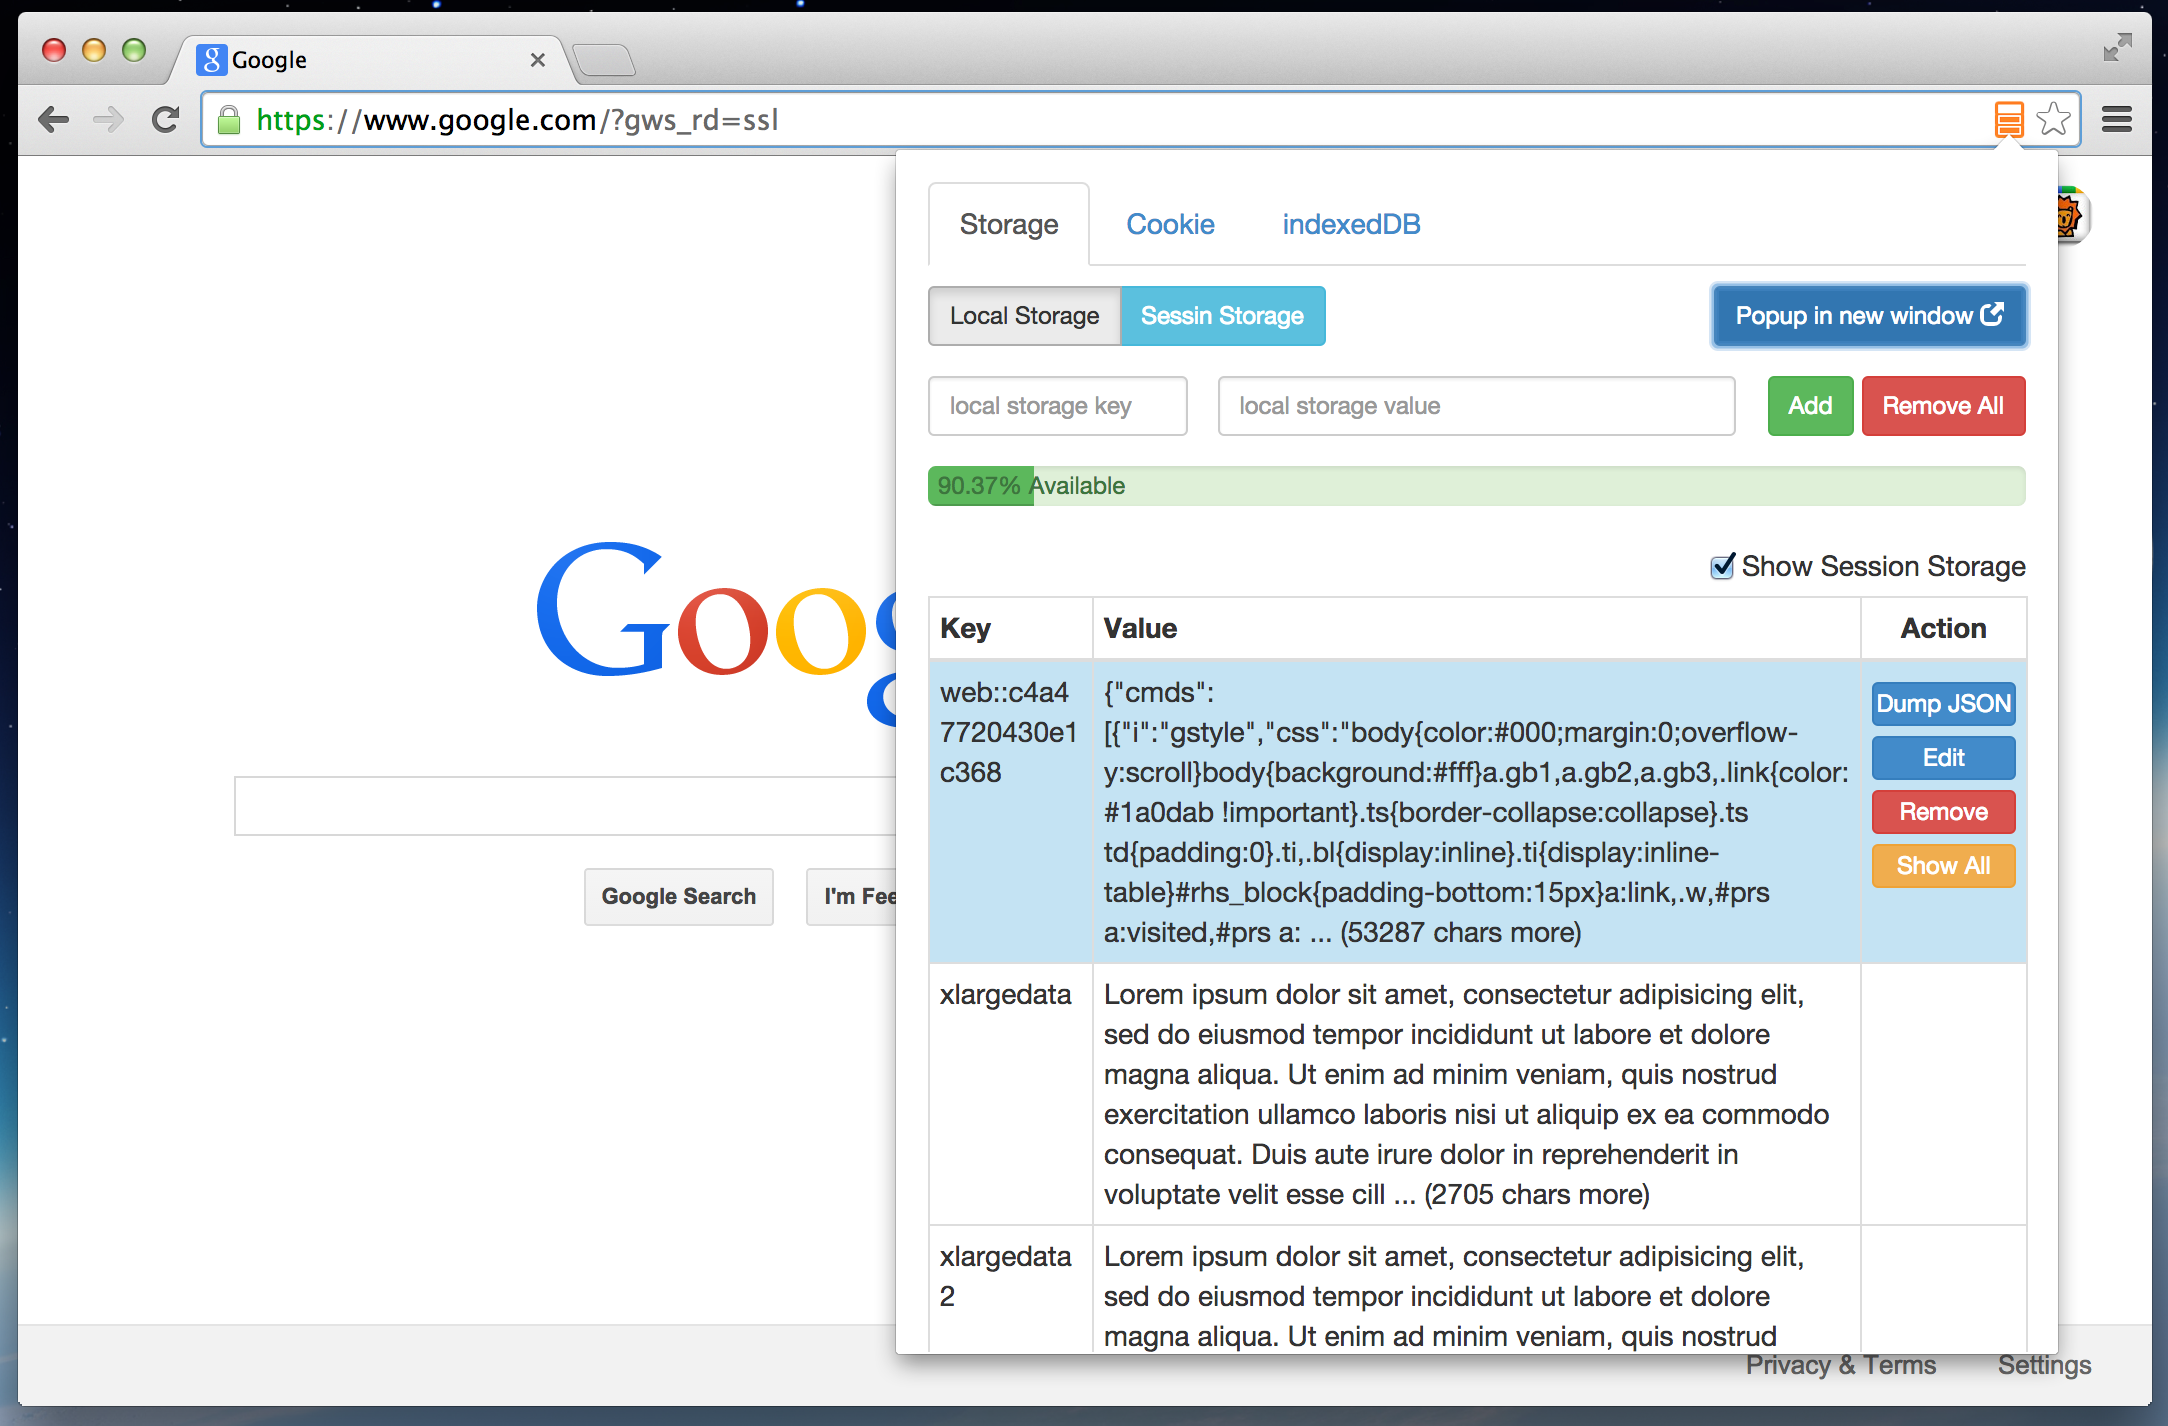 Google
https://www.google.com/?gws_rd=ssl
Storage
Cookie
indexedDB
Local Storage
Sessin Storage
Popup in new window
local storage key
local storage value
Add
Remove All
90.37% Available
Show Session Storage
Key
Value
Action
web::c4a4
7720430e1
c368
{"cmds":
[{"i":"gstyle","css":"body{color:#000;margin:0;overflow-
y:scroll}body{background:#fff}a.gb1,a.gb2,a.gb3,.link{color:
#1a0dab !important}.ts{border-collapse:collapse}.ts
td{padding:0}.ti,.bl{display:inline}.ti{display:inline-
table}#rhs_block{padding-bottom:15px}a:link,.w,#prs
a:visited,#prs a: ... (53287 chars more)
Dump JSON
Edit
Remove
Show All
xlargedata
Lorem ipsum dolor sit amet, consectetur adipisicing elit,
sed do eiusmod tempor incididunt ut labore et dolore
magna aliqua. Ut enim ad minim veniam, quis nostrud
exercitation ullamco laboris nisi ut aliquip ex ea commodo
consequat. Duis aute irure dolor in reprehenderit in
voluptate velit esse cill ... (2705 chars more)
xlargedata
2
Lorem ipsum dolor sit amet, consectetur adipisicing elit,
sed do eiusmod tempor incididunt ut labore et dolore
magna aliqua. Ut enim ad minim veniam, quis nostrud
Goog
Google Search
I'm Fee
Privacy & Terms
Settings